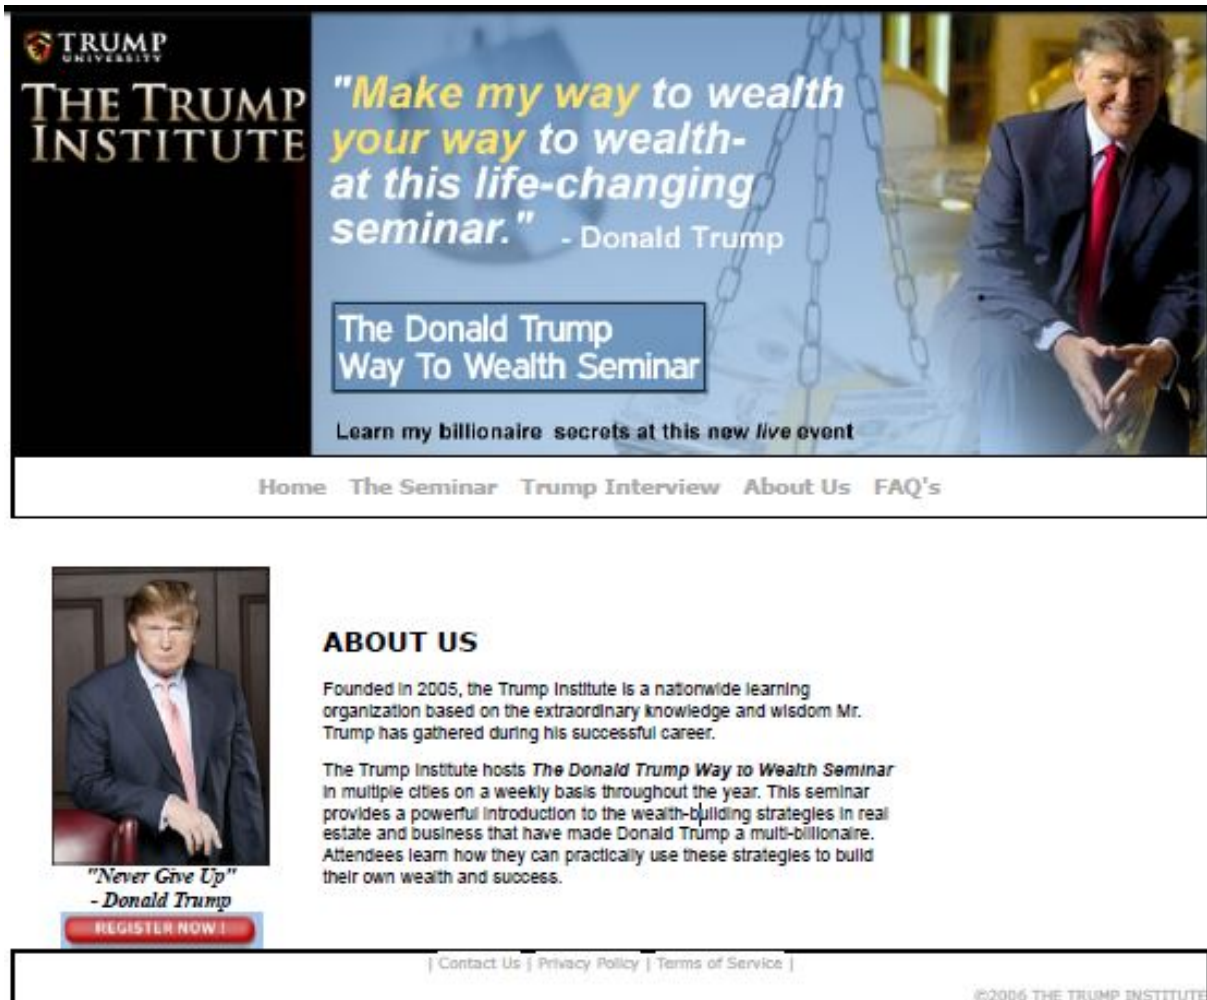 TRUMP
UNIVERSITY
THE TRUMP
INSTITUTE
"Make my way to wealth
your way to wealth-
at this life-changing
seminar." - Donald Trump
The Donald Trump
Way To Wealth Seminar
Learn my billionaire secrets at this new live event
Home The Seminar Trump Interview About Us FAQ's
ABOUT US
Founded in 2005, the Trump Institute is a nationwide learning
organization based on the extraordinary knowledge and wisdom Mr.
Trump has gathered during his successful career.
The Trump Institute hosts The Donald Trump Way to Wealth Seminar
in multiple cities on a weekly basis throughout the year. This seminar
provides a powerful introduction to the wealth-building strategies in real
estate and business that have made Donald Trump a multi-billionaire.
Attendees learn how they can practically use these strategies to build
their own wealth and success.
"Never Give Up"
- Donald Trump
REGISTER NOW !
| Contact Us | Privacy Policy | Terms of Service |
©2006 THE TRUMP INSTITUTE